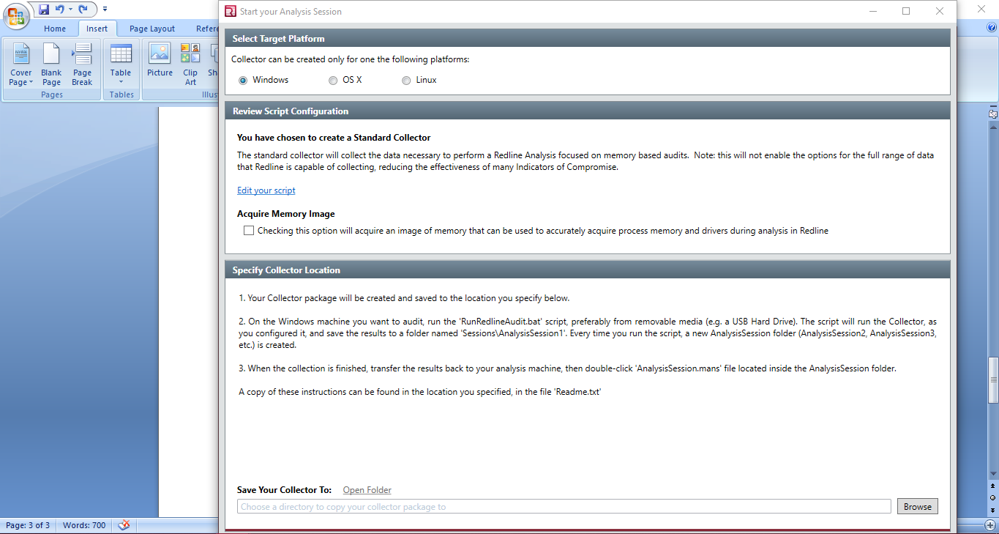 Start your Analysis Session
Home
Insert
Page Layout
Refere
Cover
Page
Blank
Page
Page
Break
Pages
Table
Tables
Picture
Clip
Art
Sh
Illust
Select Target Platform
Collector can be created only for one the following platforms:
Windows
OS X
Linux
Review Script Configuration
You have chosen to create a Standard Collector
The standard collector will collect the data necessary to perform a Redline Analysis focused on memory based audits. Note: this will not enable the options for the full range of data
that Redline is capable of collecting, reducing the effectiveness of many Indicators of Compromise.
Edit your script
Acquire Memory Image
Checking this option will acquire an image of memory that can be used to accurately acquire process memory and drivers during analysis in Redline
Specify Collector Location
1. Your Collector package will be created and saved to the location you specify below.
2. On the Windows machine you want to audit, run the 'RunRedlineAudit.bat' script, preferably from removable media (e.g. a USB Hard Drive). The script will run the Collector, as
you configured it, and save the results to a folder named 'Sessions\AnalysisSession1'. Every time you run the script, a new AnalysisSession folder (AnalysisSession2, AnalysisSession3,
etc.) is created.
3. When the collection is finished, transfer the results back to your analysis machine, then double-click 'AnalysisSession.mans' file located inside the AnalysisSession folder.
A copy of these instructions can be found in the location you specified, in the file 'Readme.txt'
Save Your Collector To:
Open Folder
Choose a directory to copy your collector package to
Browse
Page: 3 of 3
Words: 700